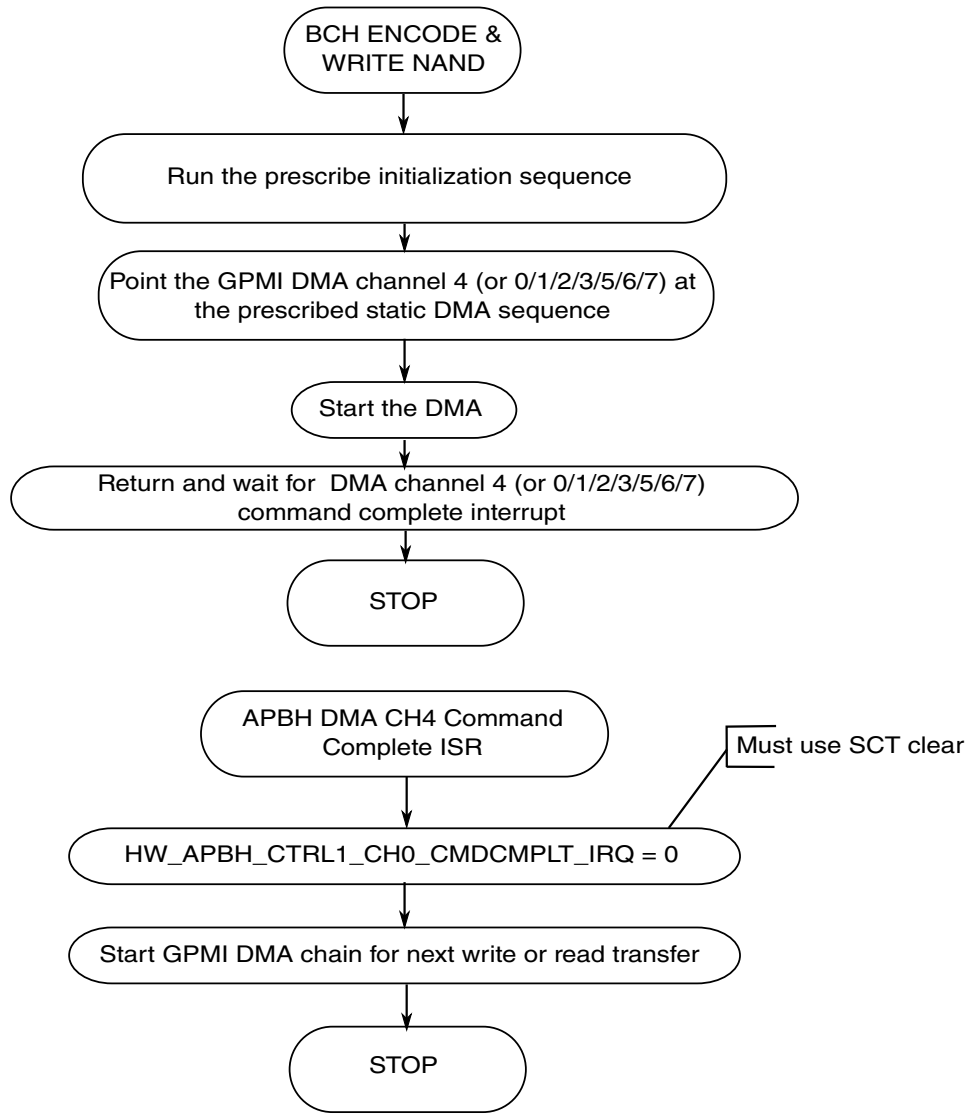 BCH ENCODE &
WRITE NAND
Run the prescribe initialization sequence
Point the GPMI DMA channel 4 (or 0/1/2/3/5/6/7) at
the prescribed static DMA sequence
Start the DMA
Return and wait for DMA channel 4 (or 0/1/2/3/5/6/7)
command complete interrupt
STOP
APBH DMA CH4 Command
Complete ISR
Must use SCT clear
HW_APBH_CTRL1_CH0_CMDCMPLT_IRQ = 0
Start GPMI DMA chain for next write or read transfer
STOP